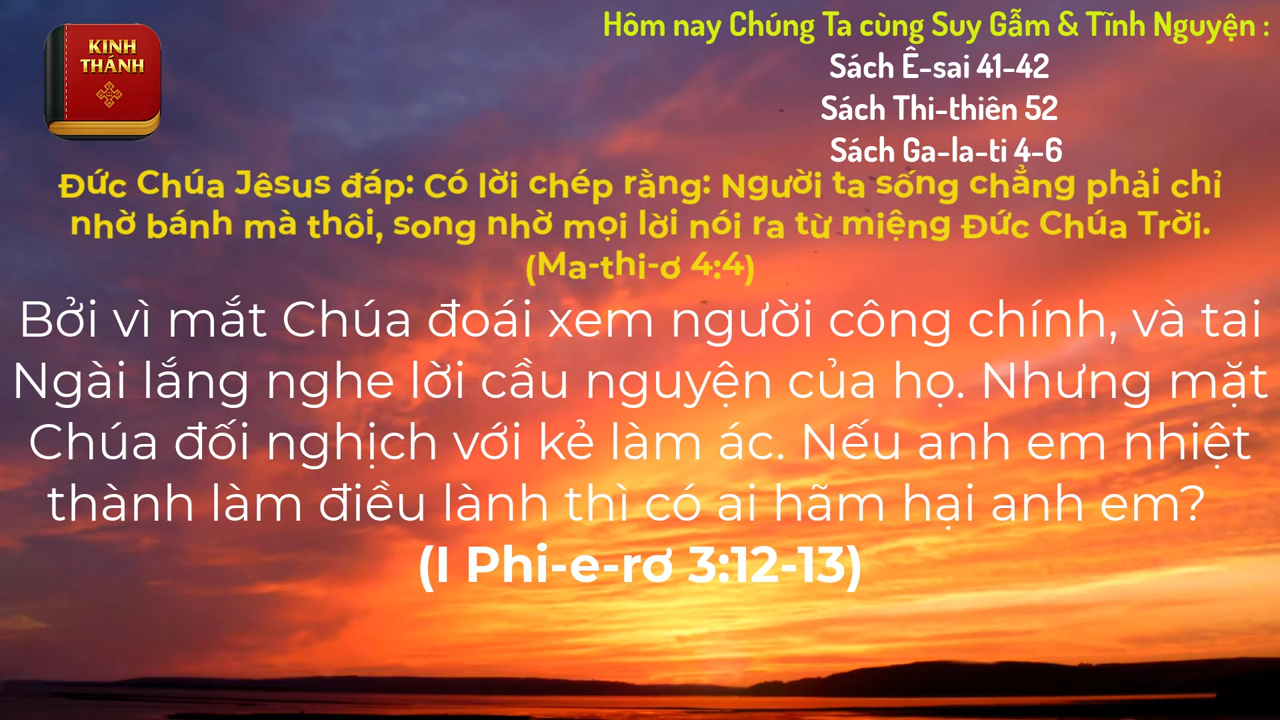 KINH
THÁNH
Hôm nay Chúng Ta cùng Suy Gẫm & Tĩnh Nguyện :
Sách Ê-sai 41-42
Sách Thi-thiên 52
Sách Ga-la-ti 4-6
Đức Chúa Jêsus đáp: Có lời chép rằng: Người ta sống chẳng phải chỉ
nhờ bánh mà thôi, song nhờ mọi lời nói ra từ miệng Đức Chúa Trời.
(Ma-thi-ơ 4:4)
Bởi vì mắt Chúa đoái xem người công chính, và tai
Ngài lắng nghe lời cầu nguyện của họ. Nhưng mặt
Chúa đối nghịch với kẻ làm ác. Nếu anh em nhiệt
thành làm điều lành thì có ai hãm hại anh em?
(I Phi-e-rơ 3:12-13)